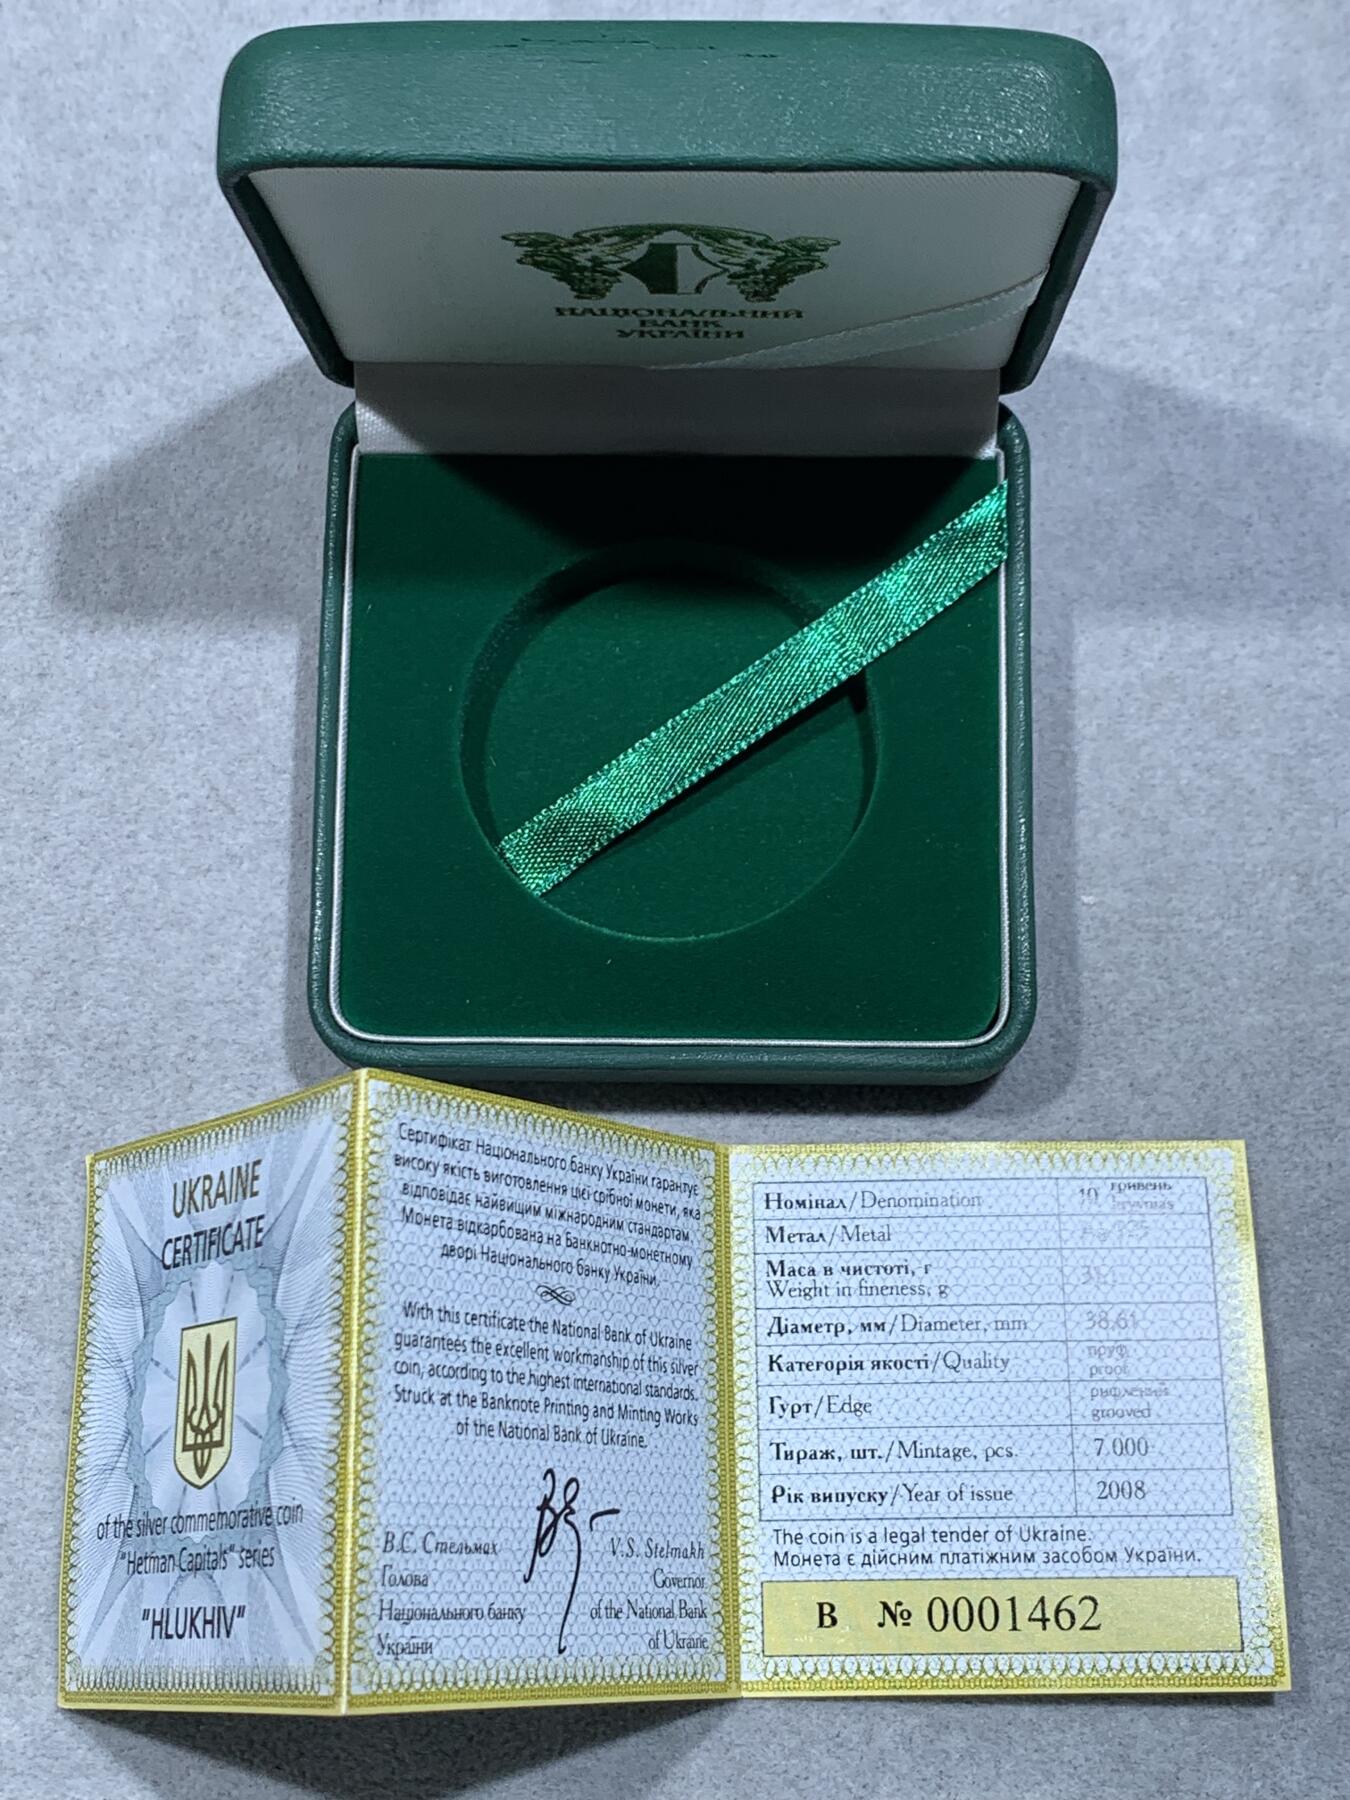 НАЦІОНАЛЬНИЙ
БАНК
УКРАЇНИ
UKRAINE
CERTIFICATE
of the silver commemorative coin
"Hetman Capitals" series
"HLUKHIV"
Сертифікат Національного банку України гарантує
високу якість виготовлення цієї срібної монети, яка
відповідає найвищим міжнародним стандартам.
Монета відкарбована на Банкнотно-монетному
дворі Національного банку України.
With this certificate the National Bank of Ukraine
guarantees the excellent workmanship of this silver
coin, according to the highest international standards.
Struck at the Banknote Printing and Minting Works
of the National Bank of Ukraine.
В.С. Стельмах
Голова
Національного банку
України
V.S. Stelmakh
Governor
of the National Bank
of Ukraine
Номінал/Denomination 10 гривень
Метал/Metal
Маса в чистоті, г
Weight in fineness, g
Діаметр, мм/Diameter, mm 38.61
Категорія якості/Quality пруф
proof
Гурт/Edge рифлений
grooved
Тираж, шт./Mintage, pcs. 7.000
Рік випуску/Year of issue 2008
The coin is a legal tender of Ukraine.
Монета є дійсним платіжним засобом України.
В № 0001462